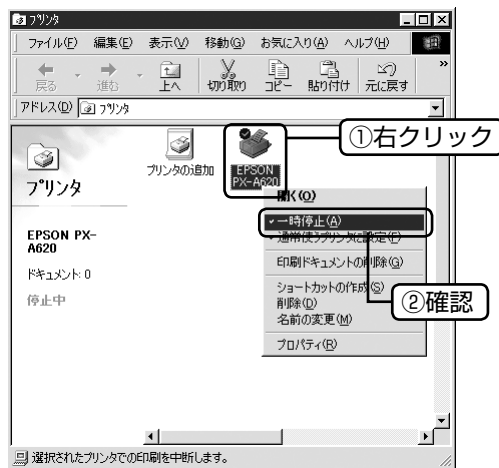 プリンタ
ファイル(F) 編集(E) 表示(V) 移動(G) お気に入り(A) ヘルプ(H)
戻る 進む 上へ 切り取り コピー 貼り付け 元に戻す »
アドレス(D) プリンタ
①右クリック
プリンタの追加
EPSON
PX-A620
プリンタ
開く(O)
一時停止(A)
通常使うプリンタに設定(F)
印刷ドキュメントの削除(G)
ショートカットの作成(S)
削除(D)
名前の変更(M)
プロパティ(R)
②確認
EPSON PX-
A620
ドキュメント: 0
停止中
選択されたプリンタでの印刷を中断します。